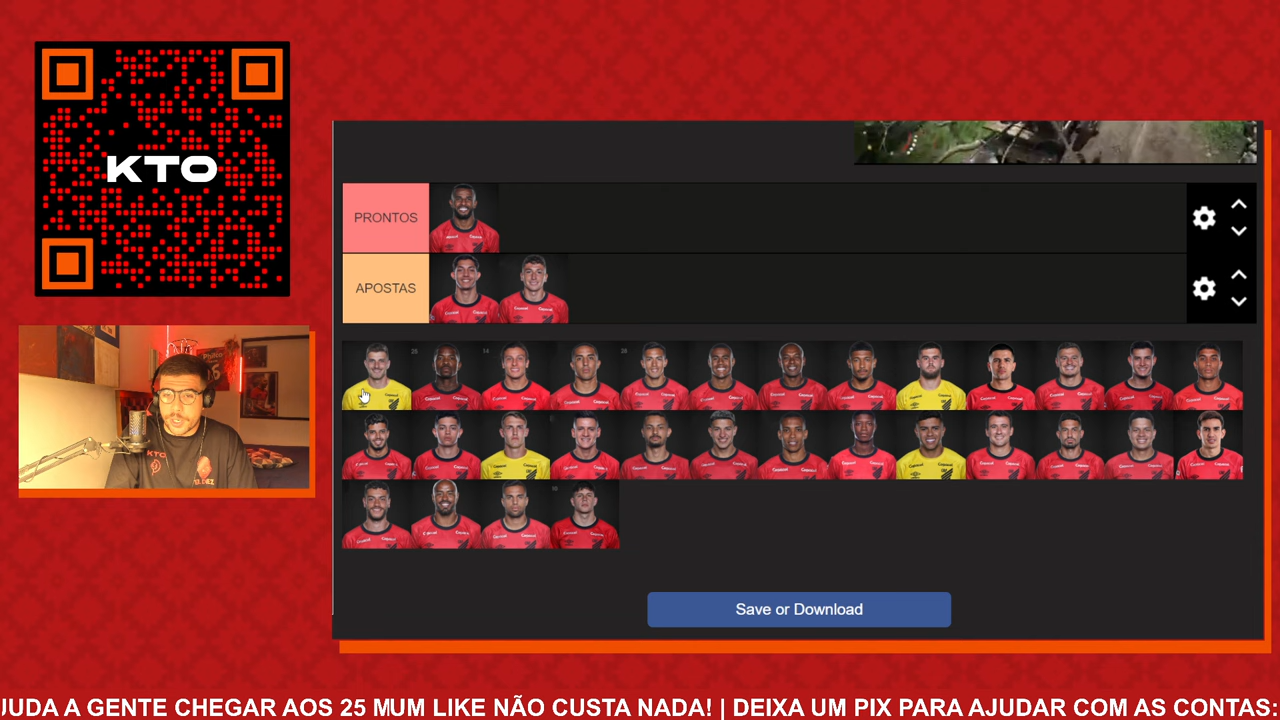 KTO
PRONTOS
APOSTAS
Save or Download
JUDA A GENTE CHEGAR AOS 25 MUM LIKE NÃO CUSTA NADA! | DEIXA UM PIX PARA AJUDAR COM AS CONTAS: